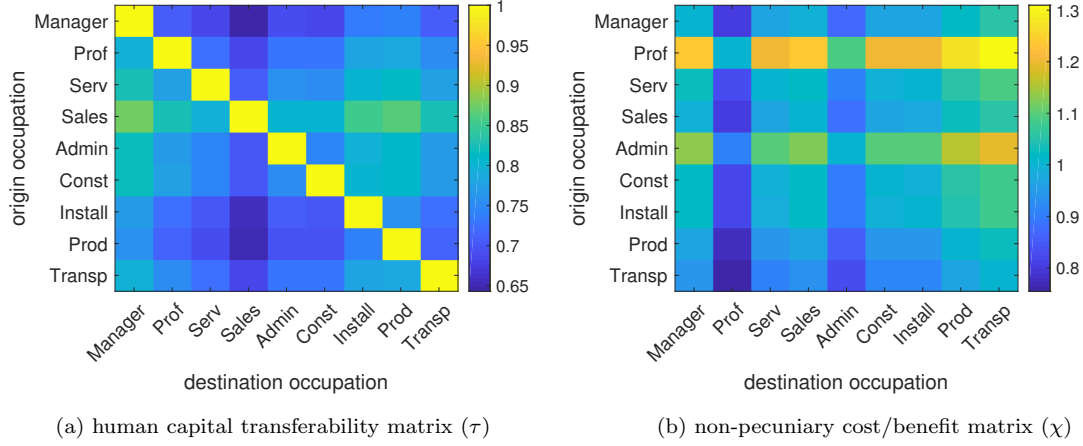 Manager
Prof
Serv
Sales
Admin
Const
Install
Prod
Transp
origin occupation
Manager Prof Serv Sales Admin Const Install Prod Transp
destination occupation
1
0.95
0.9
0.85
0.8
0.75
0.7
0.65
(a) human capital transferability matrix (τ)
Manager
Prof
Serv
Sales
Admin
Const
Install
Prod
Transp
origin occupation
Manager Prof Serv Sales Admin Const Install Prod Transp
destination occupation
1.3
1.2
1.1
1
0.9
0.8
(b) non-pecuniary cost/benefit matrix (χ)